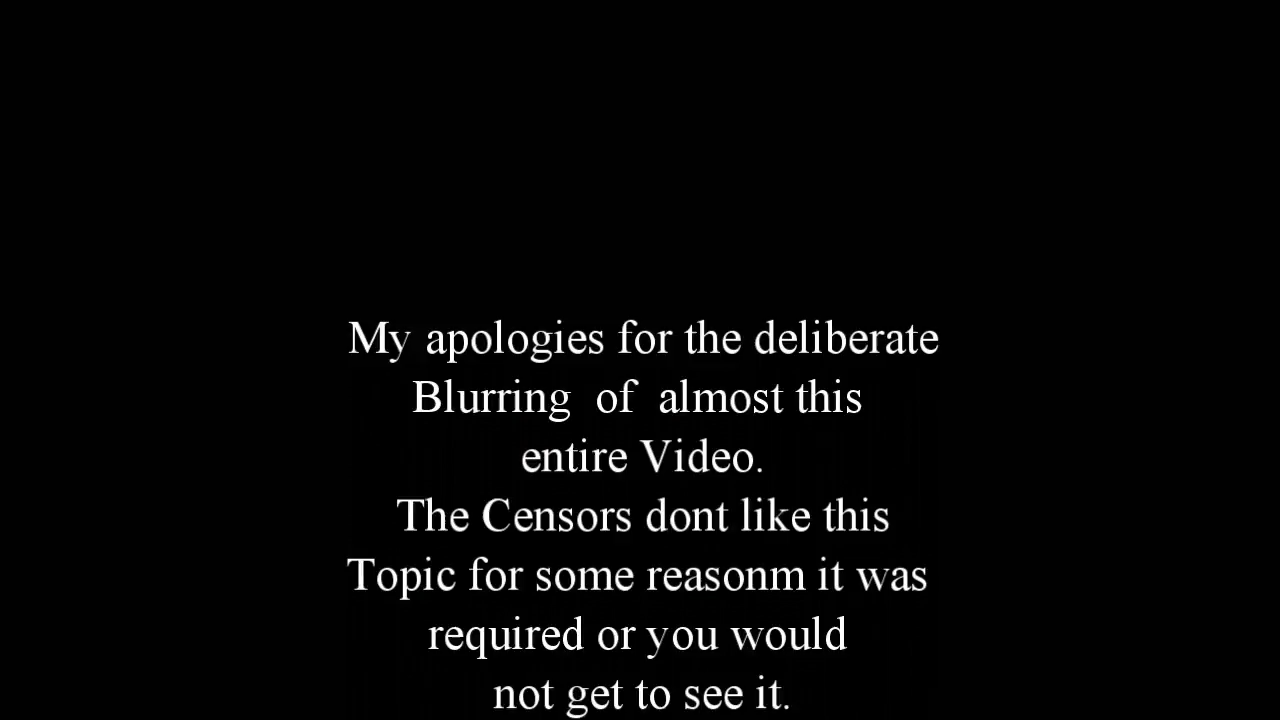 My apologies for the deliberate
Blurring of almost this
entire Video.
The Censors dont like this
Topic for some reasonm it was
required or you would
not get to see it.